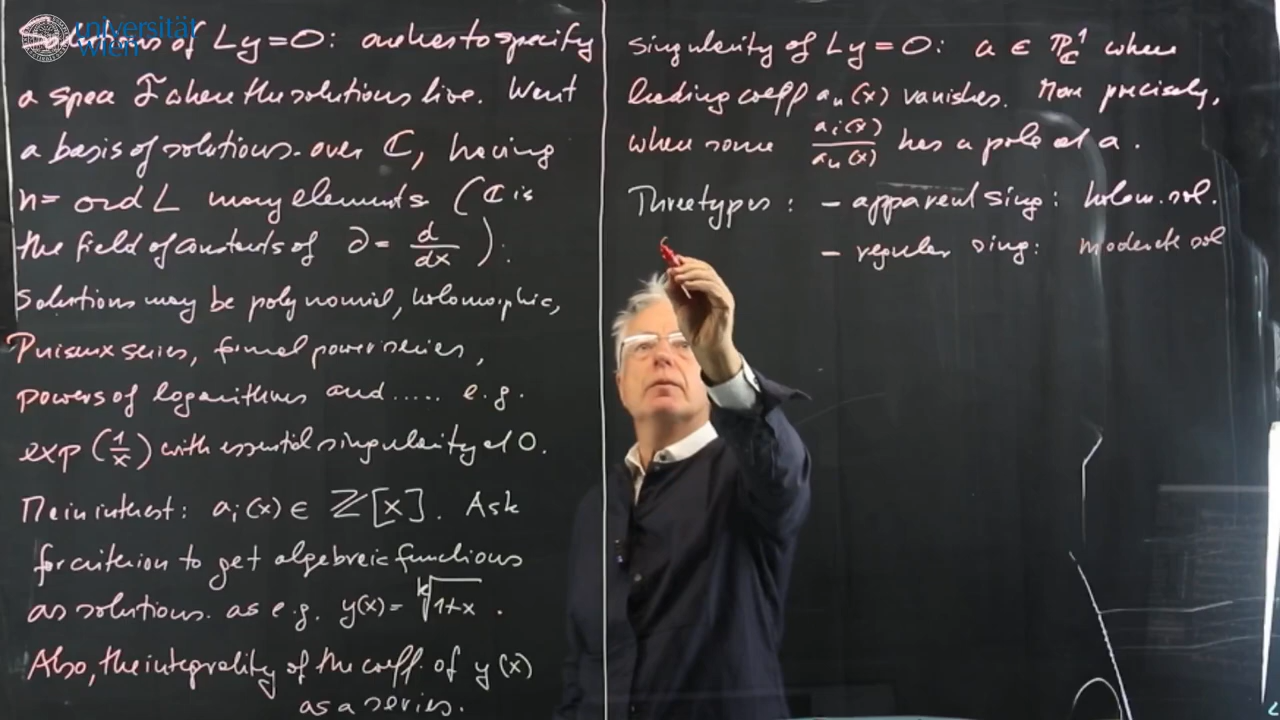 universität
wien
Solutions of Ly=0: one has to specify
a space F where the solutions live. Want
a basis of solutions over ℂ, having
n = ord L many elements (ℂ is
the field of constants of ∂ = d/dx).
Solutions may be polynomial, holomorphic,
Puiseux series, formal power series,
powers of logarithms and ..... e.g.
exp(1/x) with essential singularity at 0.
Main interest: aᵢ(x) ∈ ℤ[x]. Ask
for criterion to get algebraic functions
as solutions. as e.g. y(x) = ᵏ√1+x .
Also, the integrality of the coeff. of y(x)
as a series.
Singularity of Ly=0: a ∈ ℙ¹_ℂ where
leading coeff aₙ(x) vanishes. More precisely,
when some aᵢ(x)/aₙ(x) has a pole at a.
Three types: - apparent sing: holom. sol.
- regular sing: moderate sol